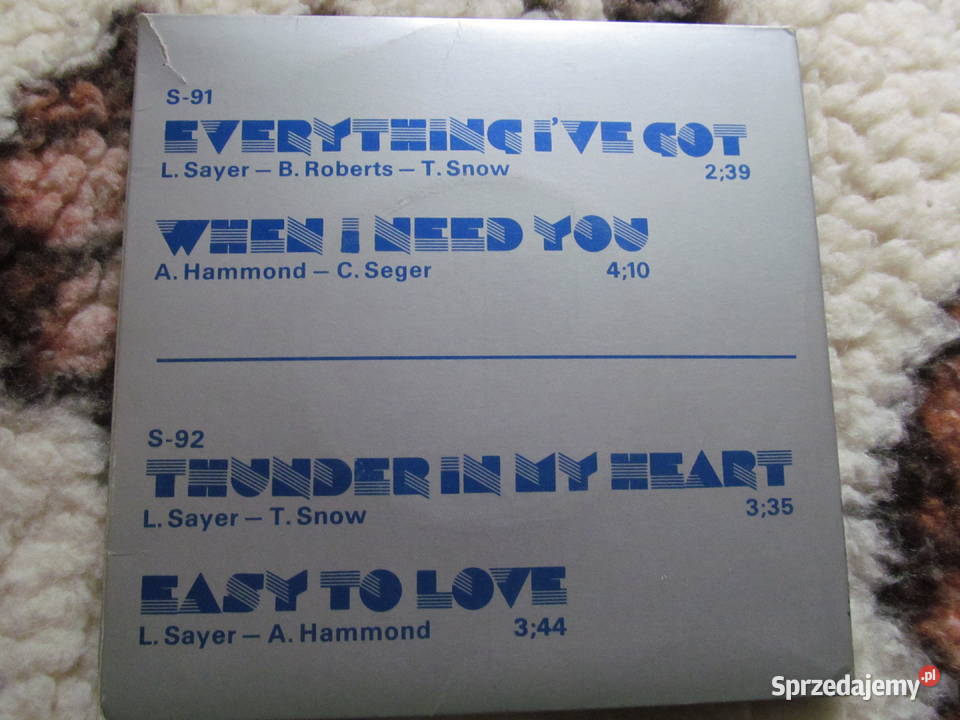 S-91
EVERYTHING I'VE GOT
L. Sayer – B. Roberts – T. Snow 2;39
WHEN I NEED YOU
A. Hammond – C. Seger 4;10
S-92
THUNDER IN MY HEART
L. Sayer – T. Snow 3;35
EASY TO LOVE
L. Sayer – A. Hammond 3;44
Sprzedajemy.pl